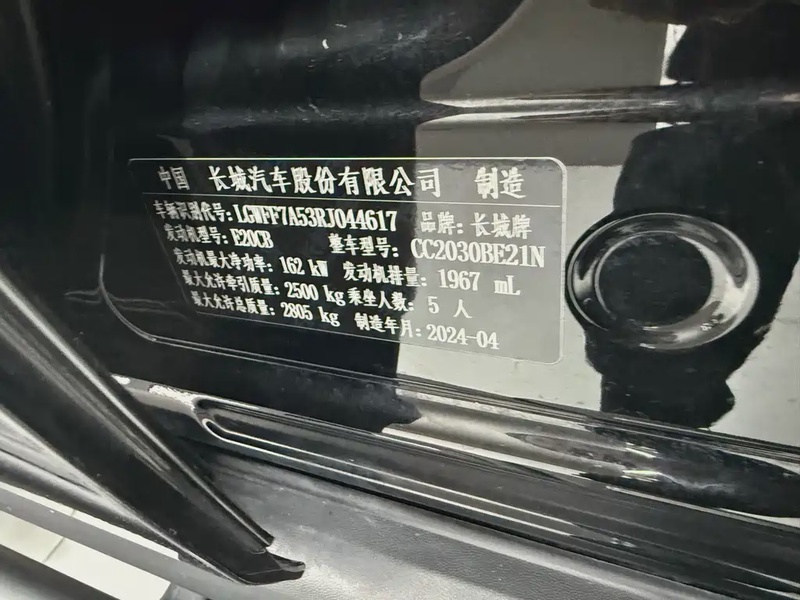 中国 长城汽车股份有限公司 制造
车辆识别代号:LGWFF7A53RJ044617 品牌:长城牌
发动机型号:E20CB 整车型号:CC2030BE21N
发动机最大净功率:162 kW 发动机排量:1967 mL
最大允许牵引质量:2500 kg 乘坐人数:5 人
最大允许总质量:2805 kg 制造年月:2024-04